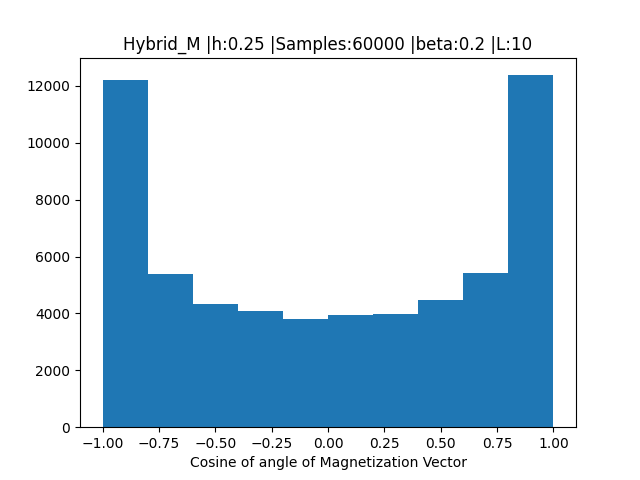 Hybrid_M |h:0.25 |Samples:60000 |beta:0.2 |L:10
12000
10000
8000
6000
4000
2000
0
−1.00 −0.75 −0.50 −0.25 0.00 0.25 0.50 0.75 1.00
Cosine of angle of Magnetization Vector